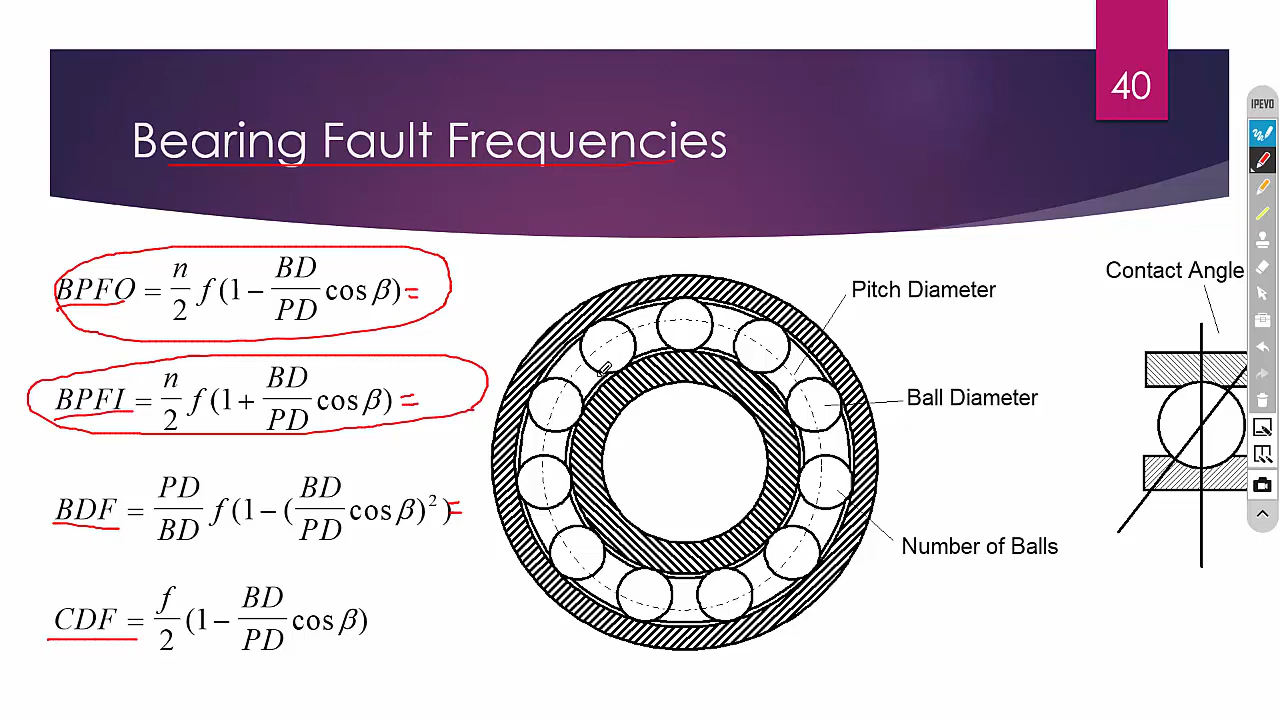 40
IPEVO
Bearing Fault Frequencies
BPFO = n/2 f(1 − BD/PD cos β) =
BPFI = n/2 f(1 + BD/PD cos β) =
BDF = PD/BD f(1 − (BD/PD cos β)²) =
CDF = f/2 (1 − BD/PD cos β)
Pitch Diameter
Ball Diameter
Number of Balls
Contact Angle